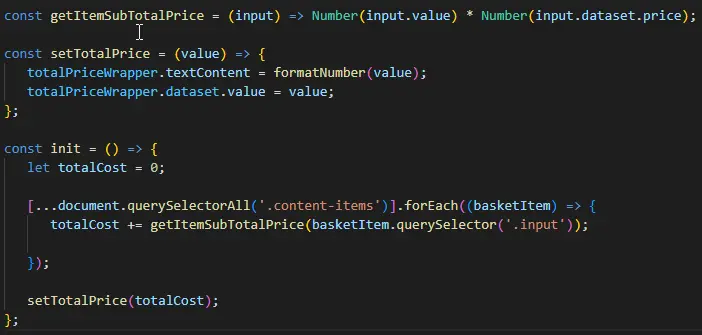 const getItemSubTotalPrice = (input) => Number(input.value) * Number(input.dataset.price);
const setTotalPrice = (value) => {
totalPriceWrapper.textContent = formatNumber(value);
totalPriceWrapper.dataset.value = value;
};
const init = () => {
let totalCost = 0;
[...document.querySelectorAll('.content-items')].forEach((basketItem) => {
totalCost += getItemSubTotalPrice(basketItem.querySelector('.input'));
});
setTotalPrice(totalCost);
};